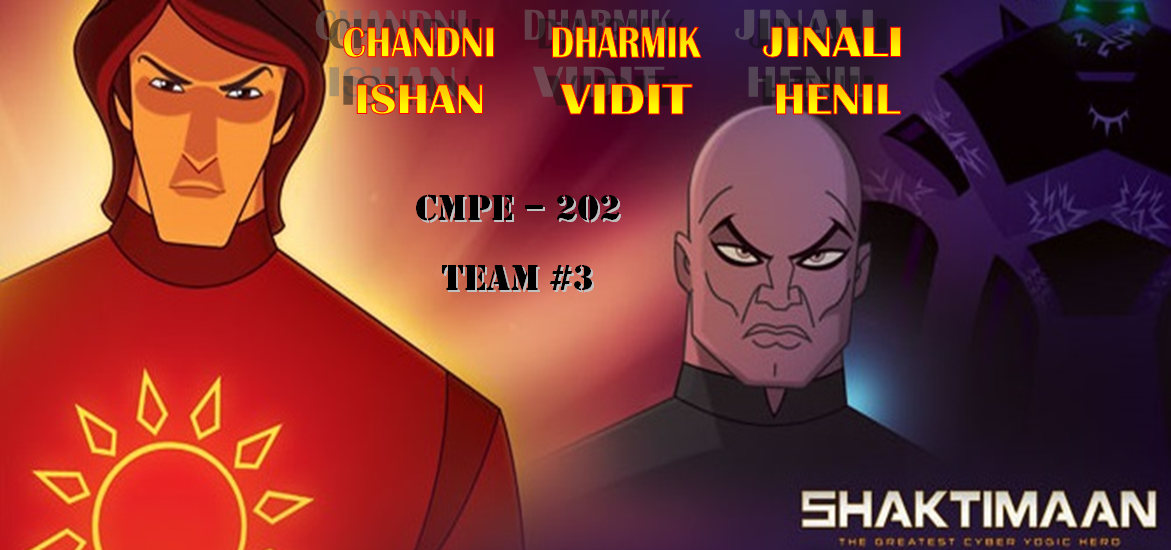 CHANDNI DHARMIK JINALI
ISHAN VIDIT HENIL
CMPE – 202
TEAM #3
SHAKTIMAAN
THE GREATEST CYBER YOGIC HERO